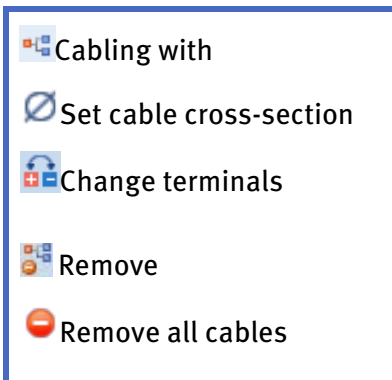 Cabling with
Set cable cross-section
Change terminals
Remove
Remove all cables